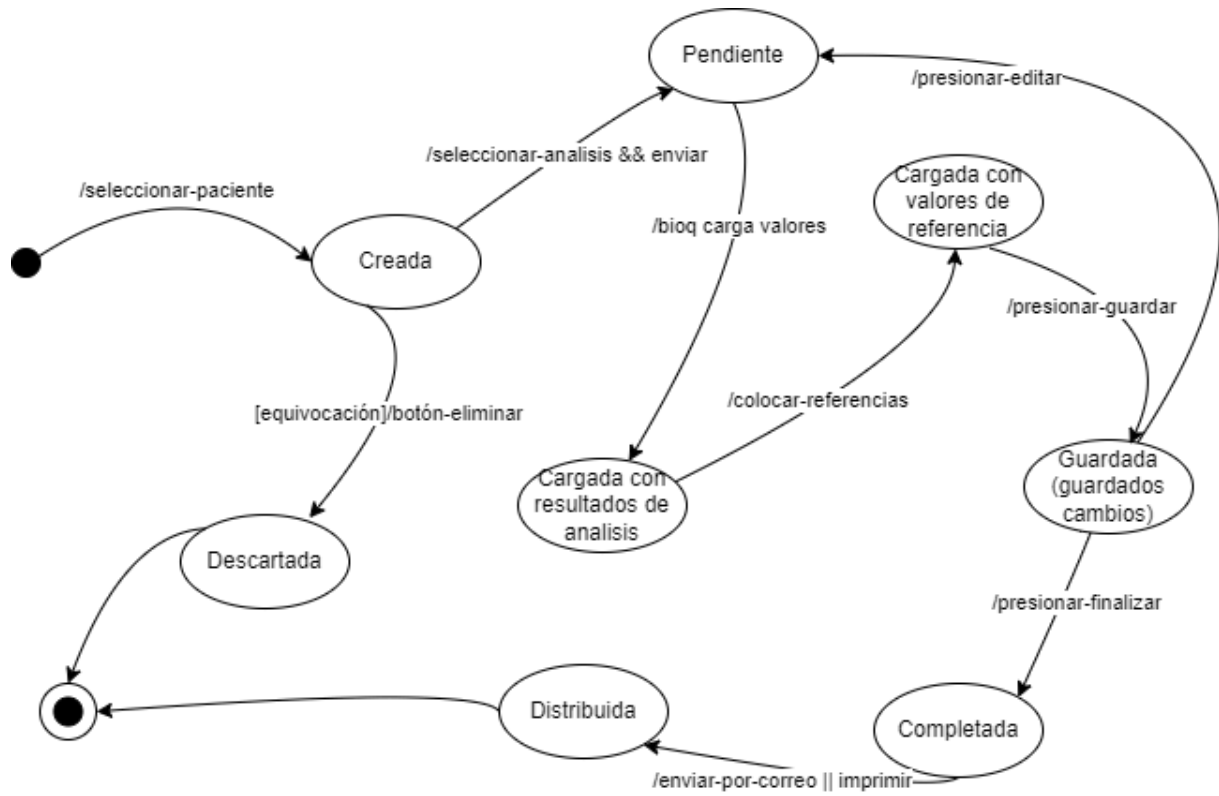 Pendiente
/presionar-editar
/seleccionar-analisis && enviar
Cargada con
valores de
referencia
/seleccionar-paciente
/bioq carga valores
Creada
/presionar-guardar
/colocar-referencias
[equivocación]/botón-eliminar
Guardada
(guardados
cambios)
Cargada con
resultados de
analisis
Descartada
/presionar-finalizar
Distribuida
Completada
/enviar-por-correo || imprimir